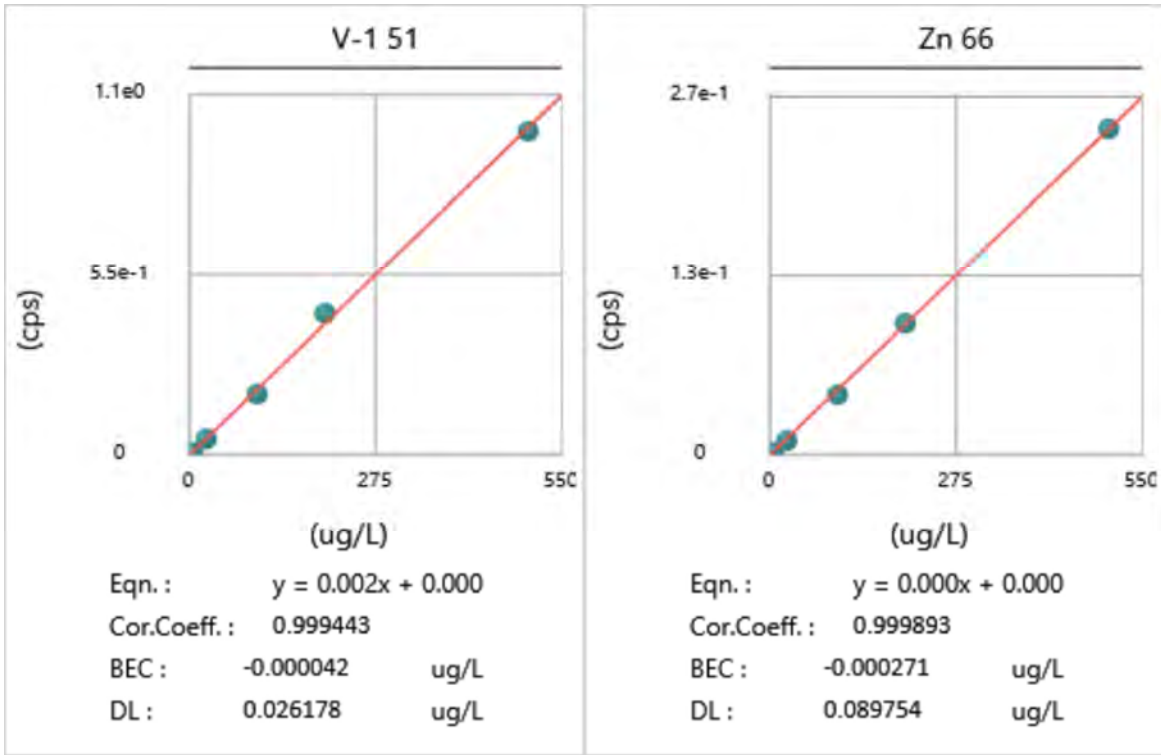 V-1 51
1.1e0
5.5e-1
0
(cps)
0 275 550
(ug/L)
Eqn. : y = 0.002x + 0.000
Cor.Coeff. : 0.999443
BEC : -0.000042 ug/L
DL : 0.026178 ug/L
Zn 66
2.7e-1
1.3e-1
0
(cps)
0 275 550
(ug/L)
Eqn. : y = 0.000x + 0.000
Cor.Coeff. : 0.999893
BEC : -0.000271 ug/L
DL : 0.089754 ug/L